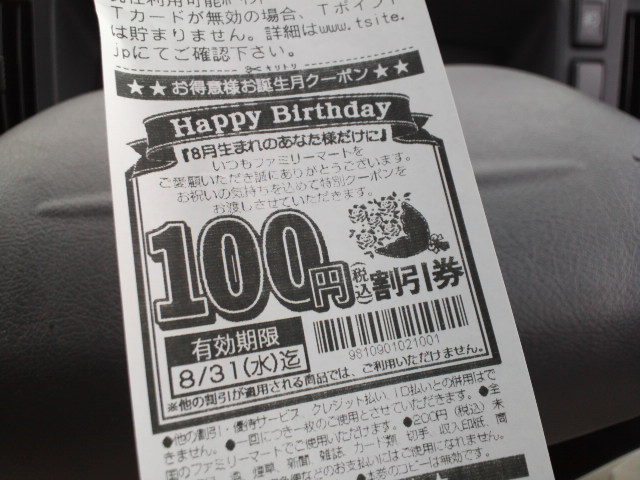 Tカードが無効の場合、Tポイント
は貯まりません。詳細はwww.tsite.
jpにてご確認下さい。
キリトリ
★★お得意様お誕生月クーポン★★
Happy Birthday
『8月生まれのあなた様だけに』
いつもファミリーマートを
ご愛顧いただき誠にありがとうございます。
お祝いの気持ちを込めて特別クーポンを
お渡しさせていただきます。
100円(税込)割引券
有効期限
8/31(水)迄
9810901021001
※他の割引が適用される商品では、ご利用いただけません。
●他の割引・優待サービス、クレジット払い、iD払いとの併用はで
きません。●一回につき一枚のご使用とさせていただきます。●全
国のファミリーマートでご使用いただけます。●200円(税込)未
煙草 新聞 雑誌 カード類 切手 収入印紙
などのお支払いにはご使用になれません。
のコピーは無効です。